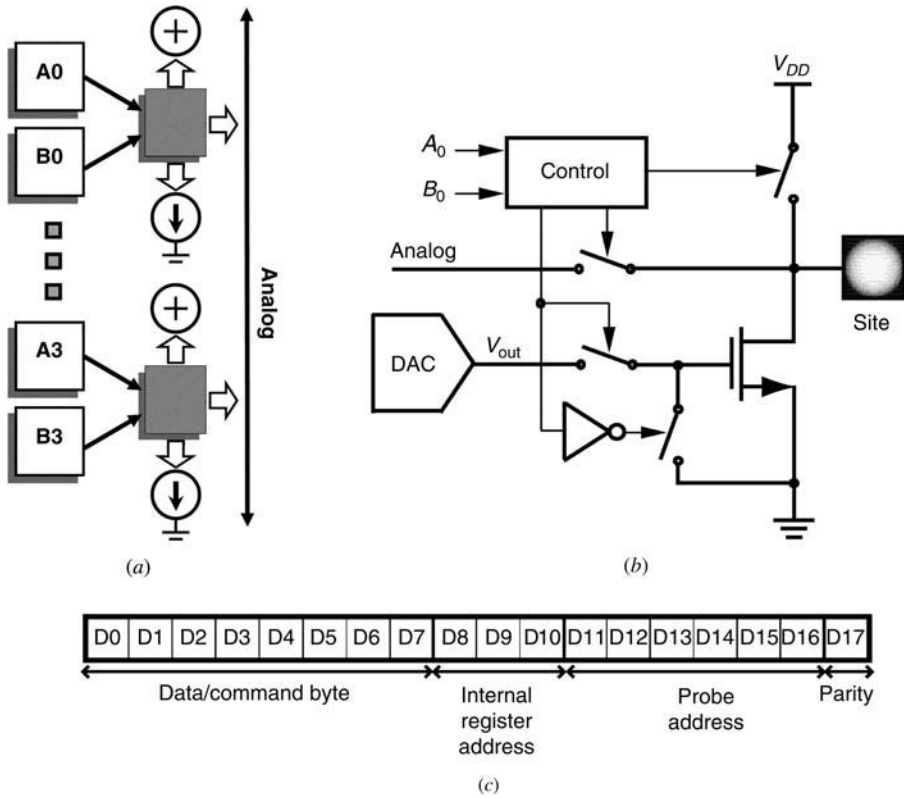 A0
B0
A3
B3
Analog
(a)
V_DD
A_0
B_0
Control
Analog
DAC
V_out
Site
(b)
D0 D1 D2 D3 D4 D5 D6 D7 D8 D9 D10 D11 D12 D13 D14 D15 D16 D17
Data/command byte
Internal
register
address
Probe
address
Parity
(c)